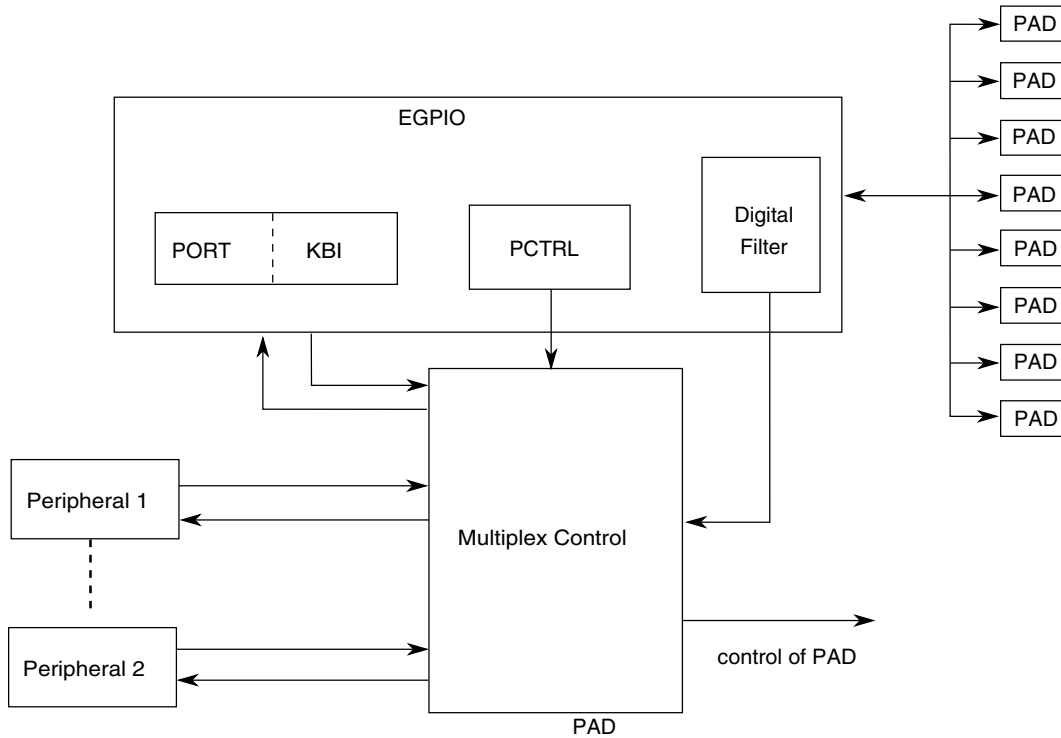 EGPIO
PORT
KBI
PCTRL
Digital
Filter
PAD
PAD
PAD
PAD
PAD
PAD
PAD
PAD
Peripheral 1
Multiplex Control
Peripheral 2
control of PAD
PAD